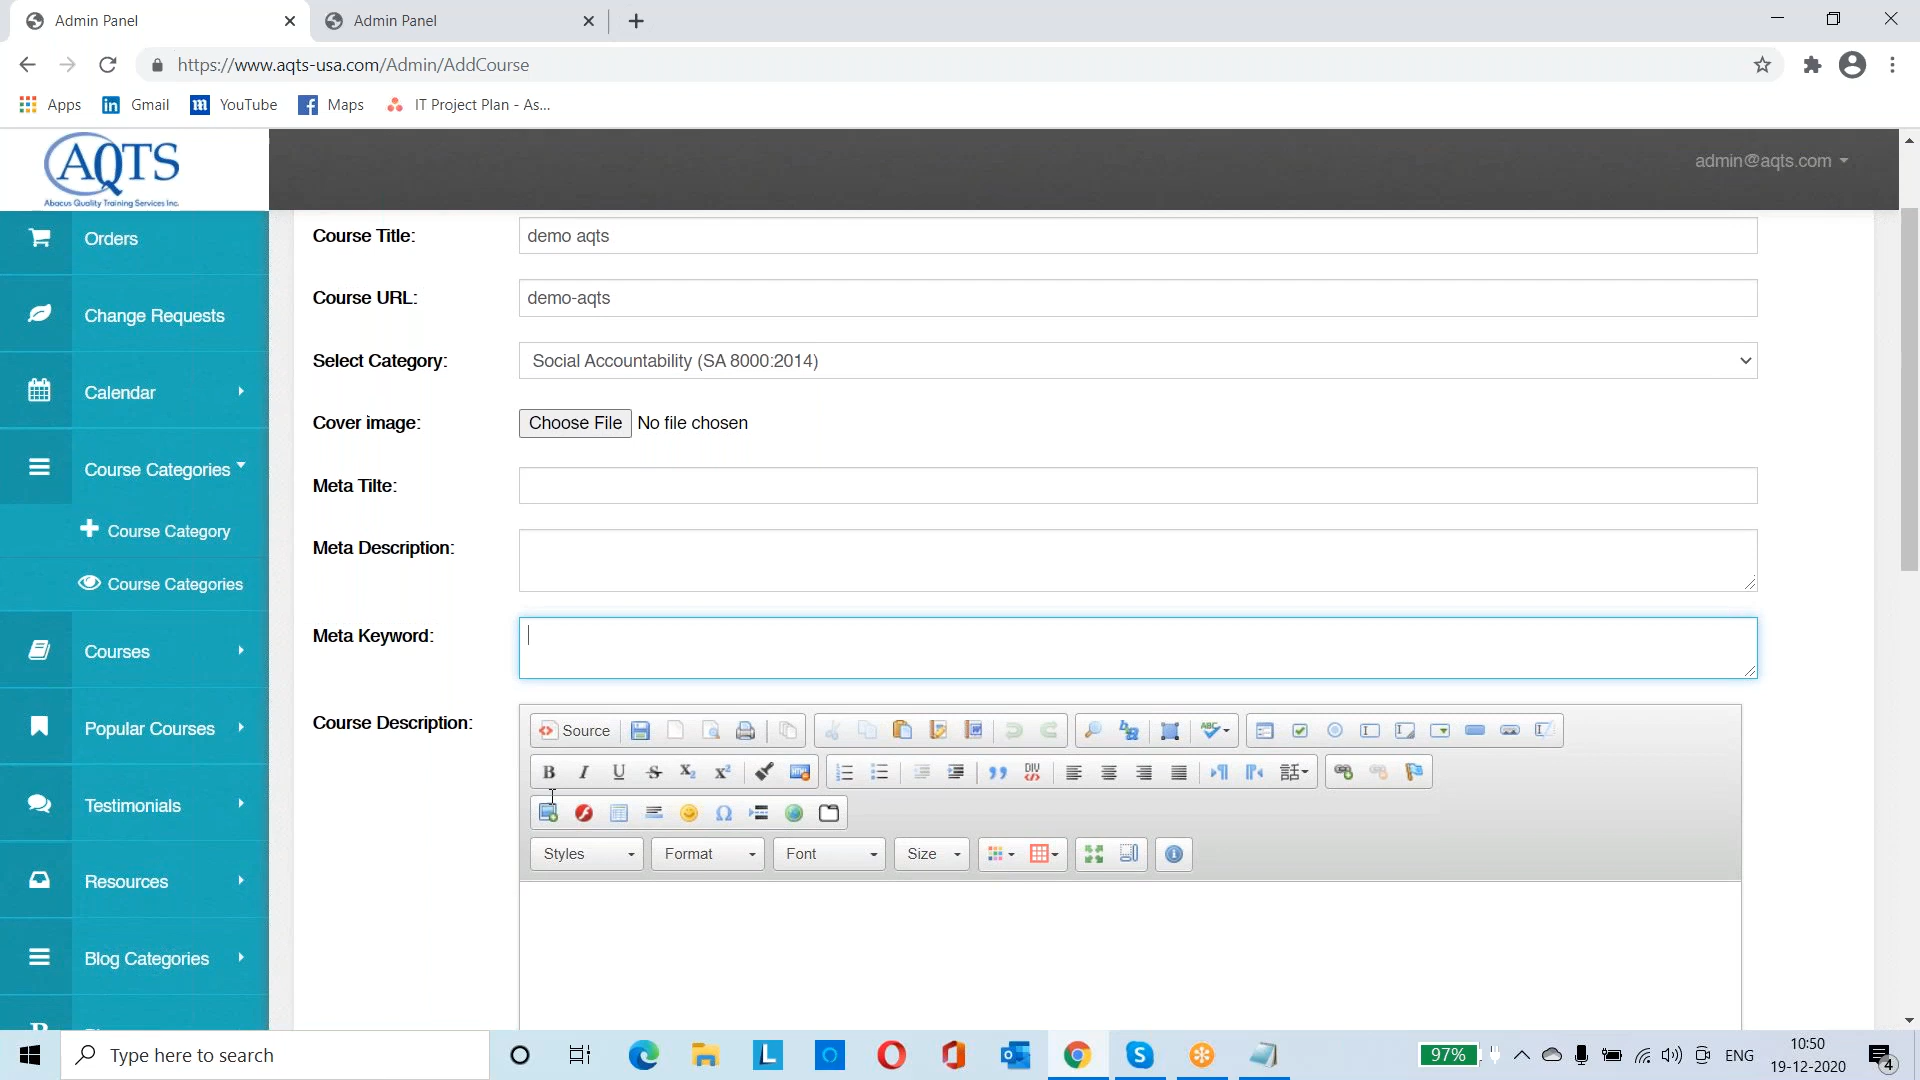 Admin Panel
Admin Panel
https://www.aqts-usa.com/Admin/AddCourse
Apps
Gmail
YouTube
Maps
IT Project Plan - As...
AQTS
Abacus Quality Training Services Inc.
admin@aqts.com
Orders
Change Requests
Calendar
Course Categories
Course Category
Course Categories
Courses
Popular Courses
Testimonials
Resources
Blog Categories
Course Title:
demo aqts
Course URL:
demo-aqts
Select Category:
Social Accountability (SA 8000:2014)
Cover image:
Choose File No file chosen
Meta Tilte:
Meta Description:
Meta Keyword:
Course Description:
Source
Styles
Format
Font
Size
Type here to search
97%
ENG
10:50
19-12-2020
4